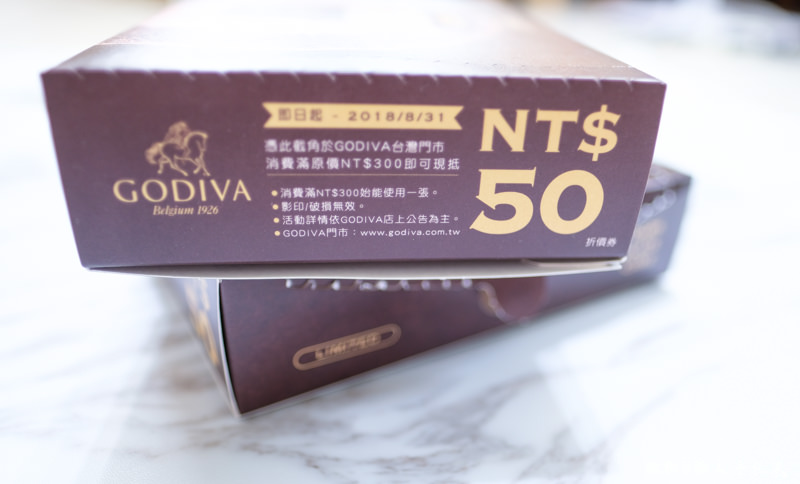 GODIVA
Belgium 1926
即日起 - 2018/8/31
憑此截角於GODIVA台灣門市
消費滿原價NT$300即可現抵
•消費滿NT$300始能使用一張。
•影印/破損無效。
•活動詳情依GODIVA店上公告為主。
•GODIVA門市：www.godiva.com.tw
NT$
50
折價券